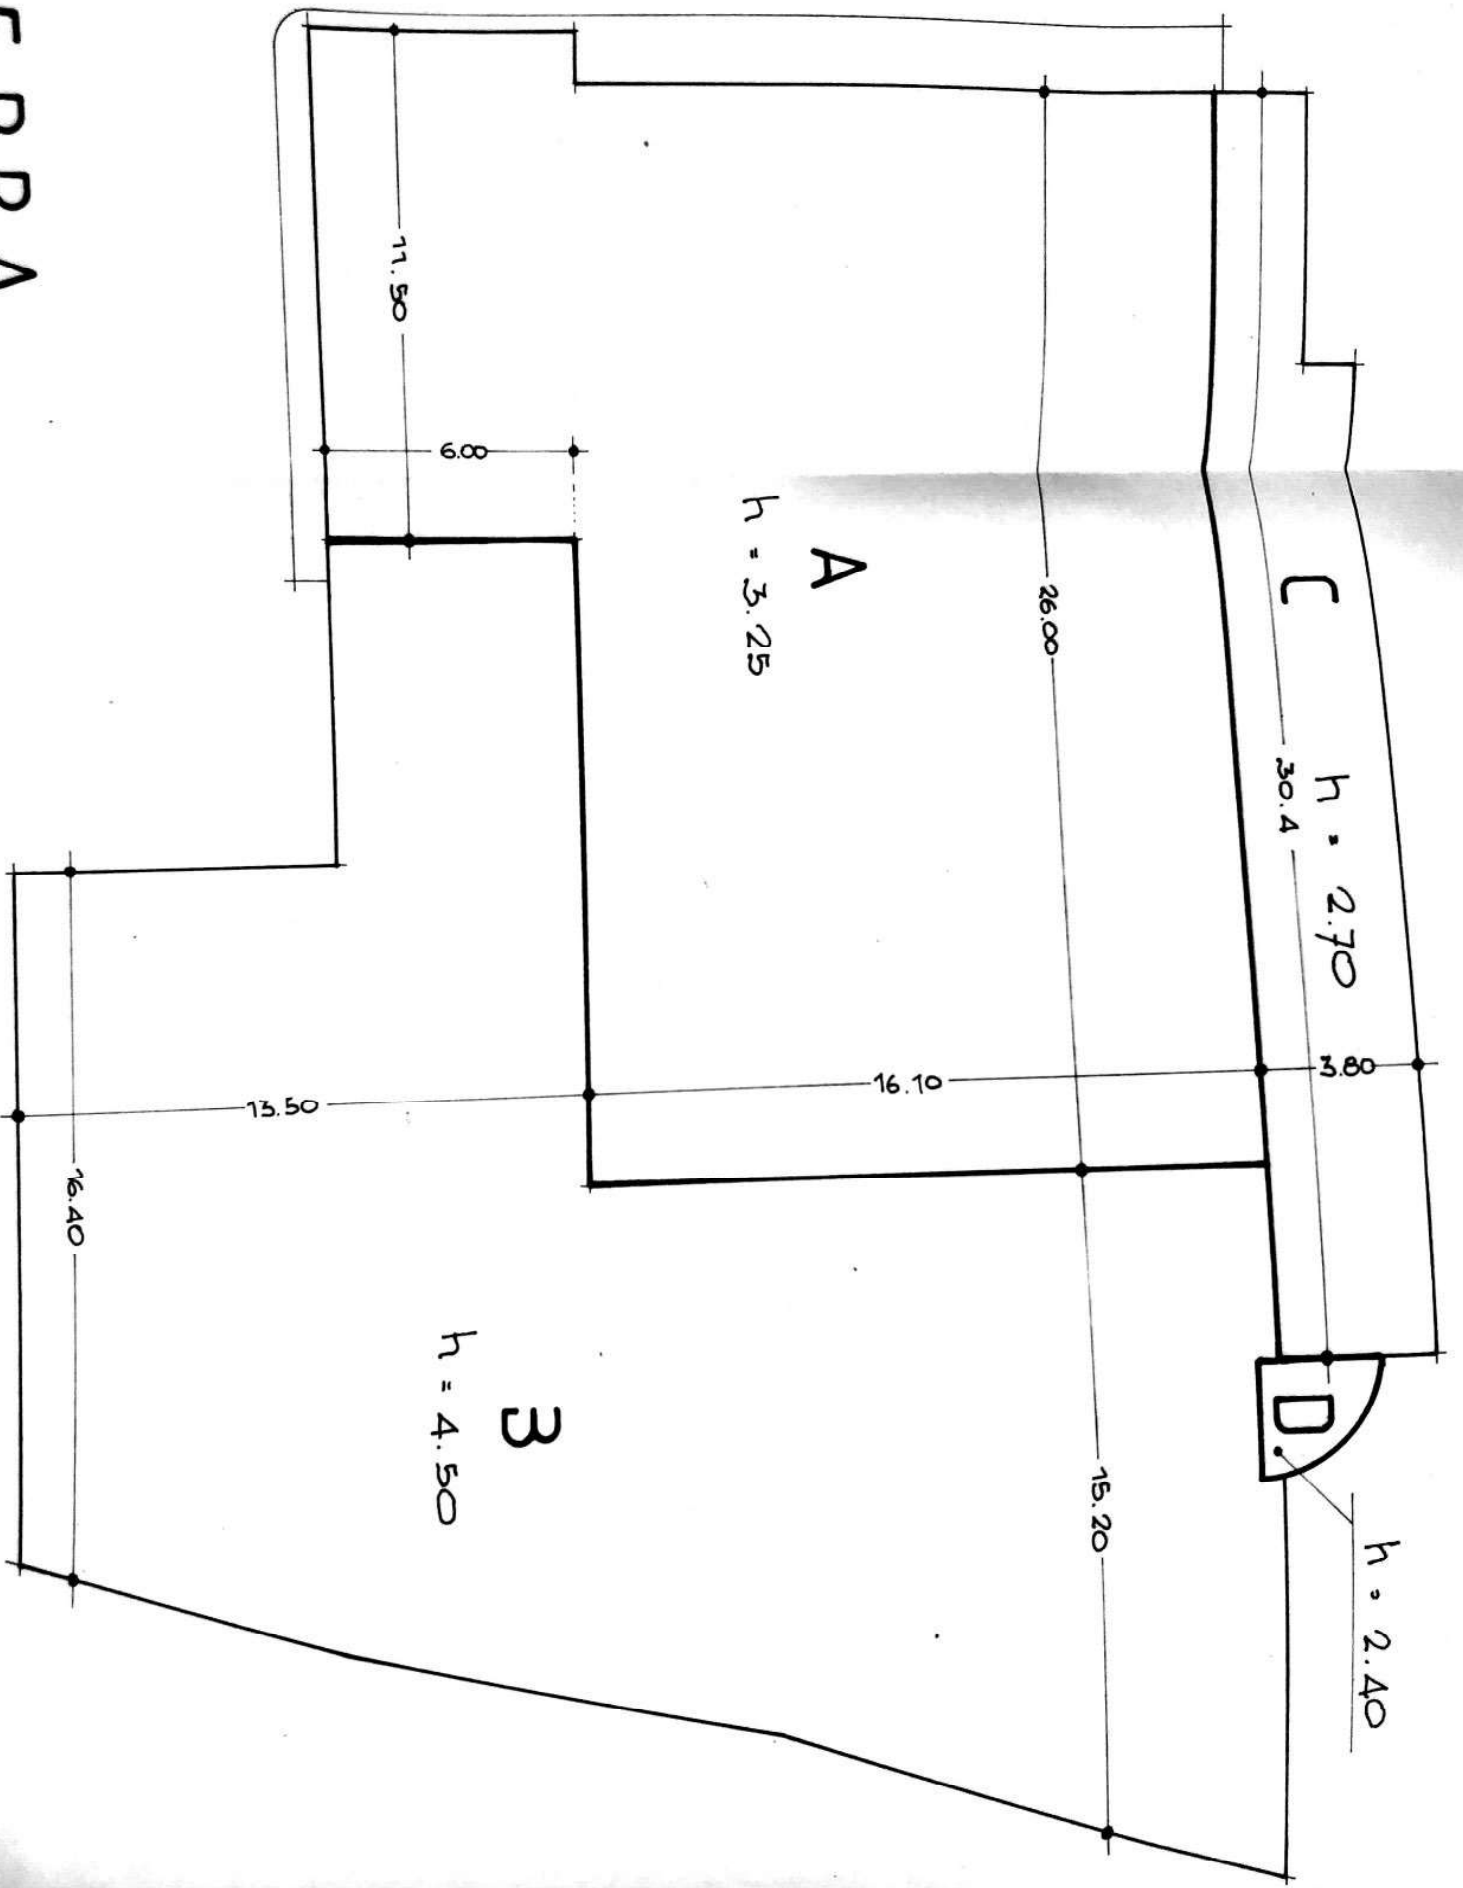 h = 2.40
C
h = 2.70
3.80
D
30.4
15.20
26.00
16.10
A
h = 3.25
B
h = 4.50
6.00
11.50
13.50
16.40